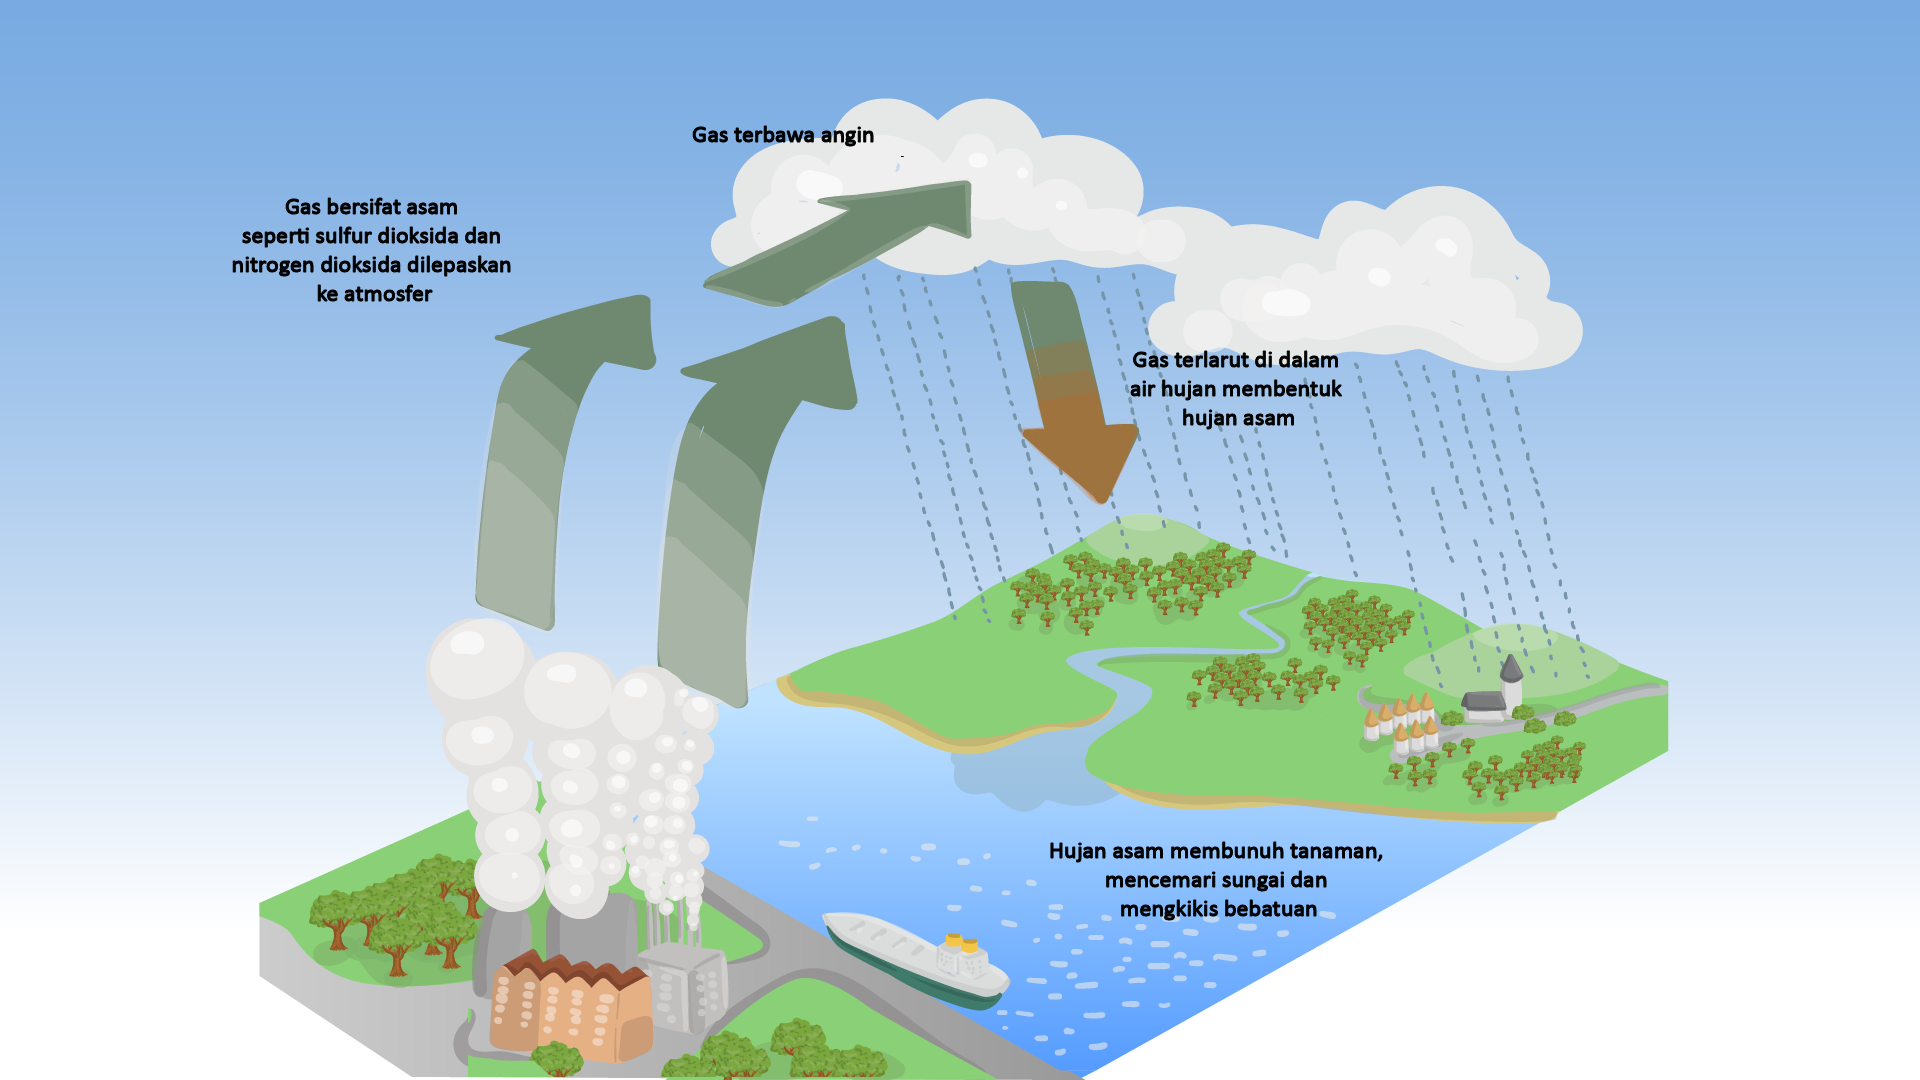 Gas terbawa angin
Gas bersifat asam
seperti sulfur dioksida dan
nitrogen dioksida dilepaskan
ke atmosfer
Gas terlarut di dalam
air hujan membentuk
hujan asam
Hujan asam membunuh tanaman,
mencemari sungai dan
mengkikis bebatuan